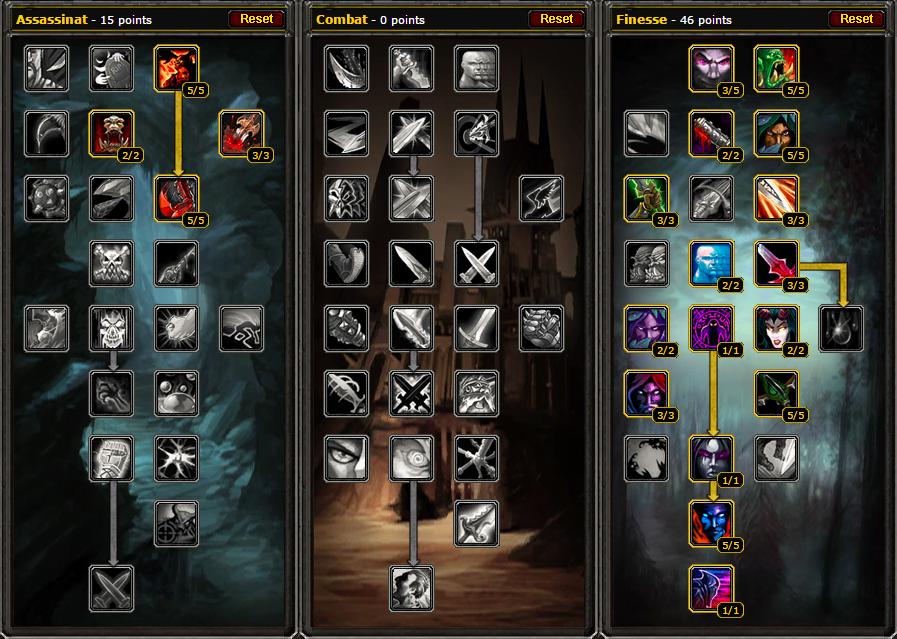 Assassinat - 15 points Reset Combat - 0 points Reset Finesse - 46 points Reset
5/5 3/5 5/5
2/2 3/3 2/2 5/5
5/5 3/3 3/3
2/2 3/3
2/2 1/1 2/2
3/3 5/5
1/1
5/5
1/1